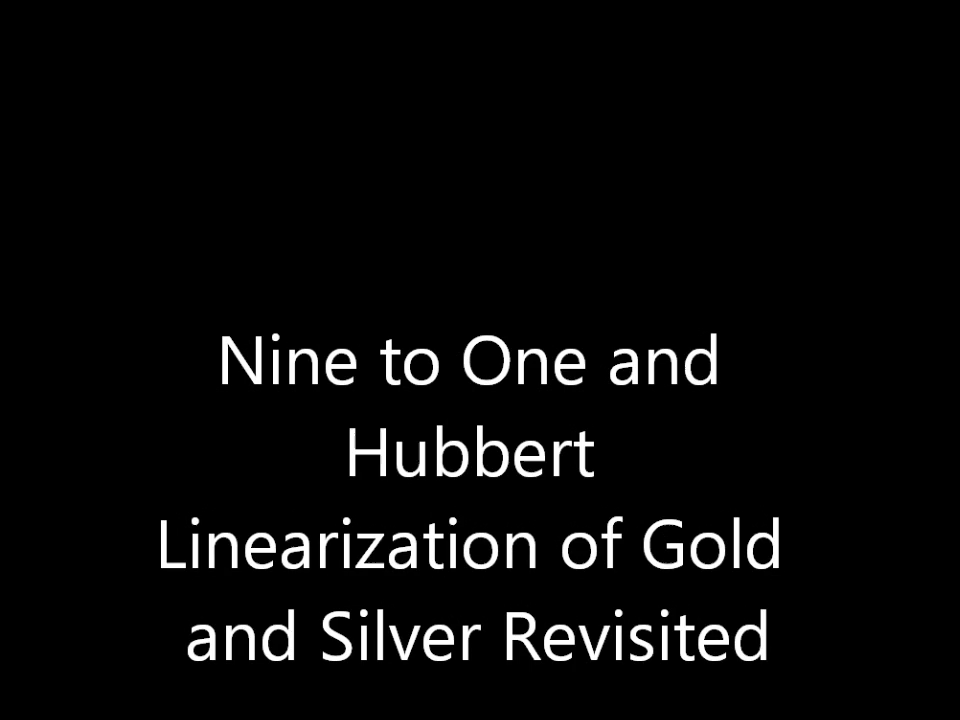 Nine to One and
Hubbert
Linearization of Gold
and Silver Revisited